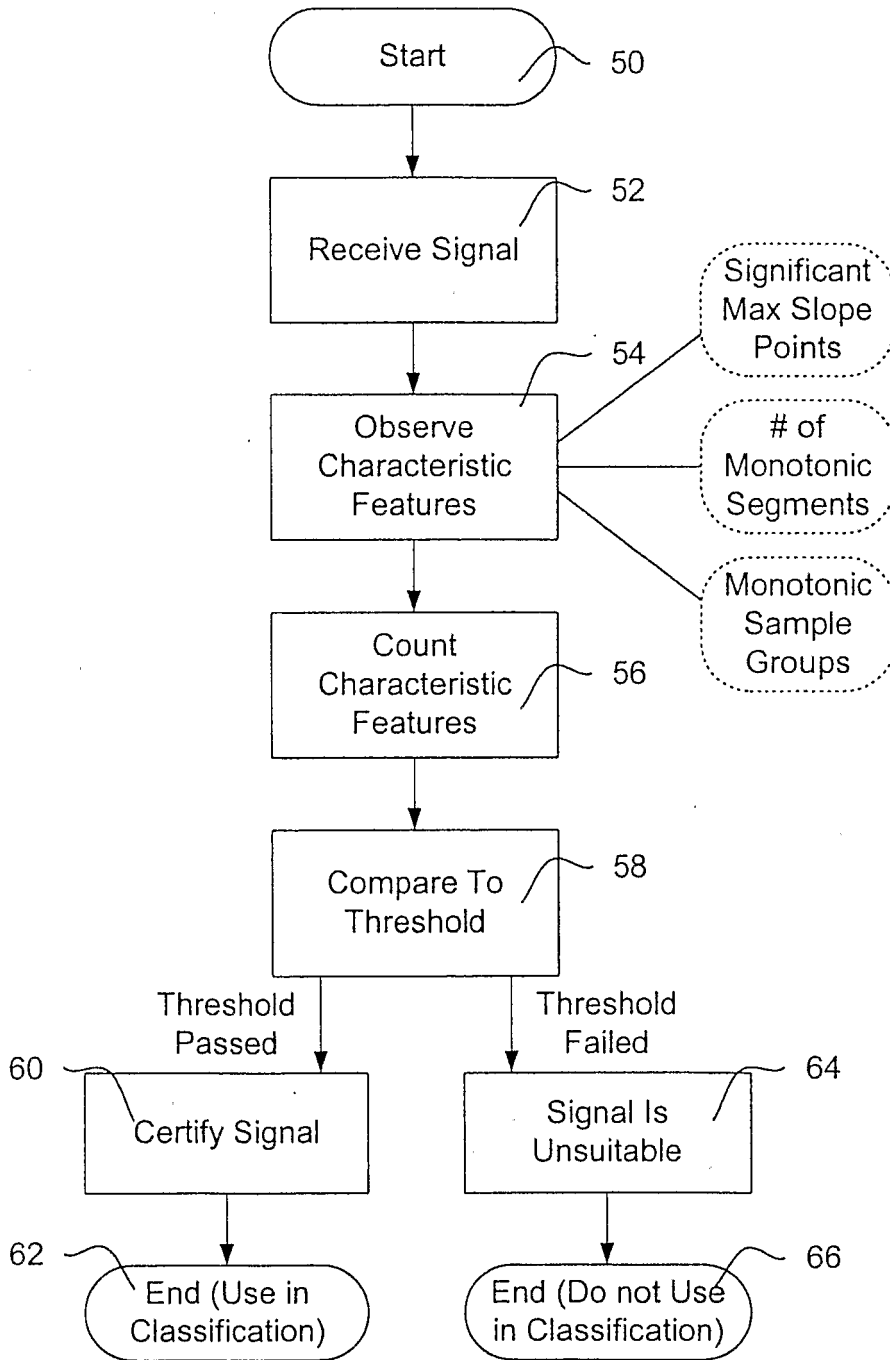 Start
50
52
Receive Signal
Significant
Max Slope
Points
54
Observe
Characteristic
Features
# of
Monotonic
Segments
Monotonic
Sample
Groups
Count
Characteristic
Features
56
Compare To
Threshold
58
Threshold
Passed
Threshold
Failed
60
Certify Signal
64
Signal Is
Unsuitable
62
End (Use in
Classification)
66
End (Do not Use
in Classification)